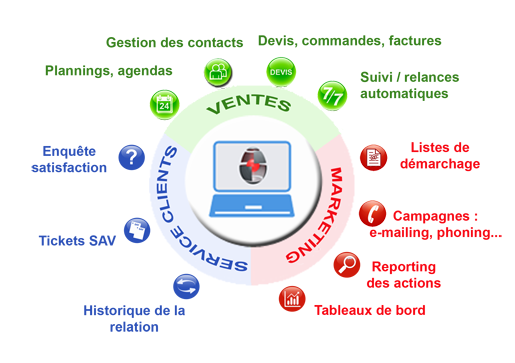 Gestion des contacts
Devis, commandes, factures
Plannings, agendas
DEVIS
24
7/7
Suivi / relances
automatiques
VENTES
Enquête
satisfaction
?
Listes de
démarchage
SERVICE CLIENTS
MARKETING
Campagnes :
e-mailing, phoning...
Tickets SAV
Reporting
des actions
Historique de la
relation
Tableaux de bord